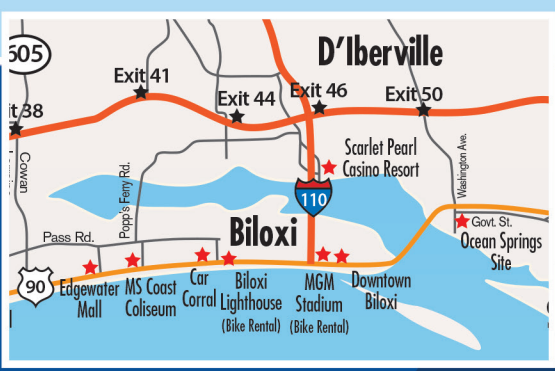 605
D'Iberville
Exit 41
Exit 46
Exit 44
Exit 50
it 38
Scarlet Pearl
Casino Resort
Cowan
Popp's Ferry Rd.
Washington Ave.
110
Biloxi
Govt. St.
Ocean Springs
Site
Pass Rd.
90
Edgewater
Mall
MS Coast
Coliseum
Car
Corral
Biloxi
Lighthouse
(Bike Rental)
MGM
Stadium
(Bike Rental)
Downtown
Biloxi